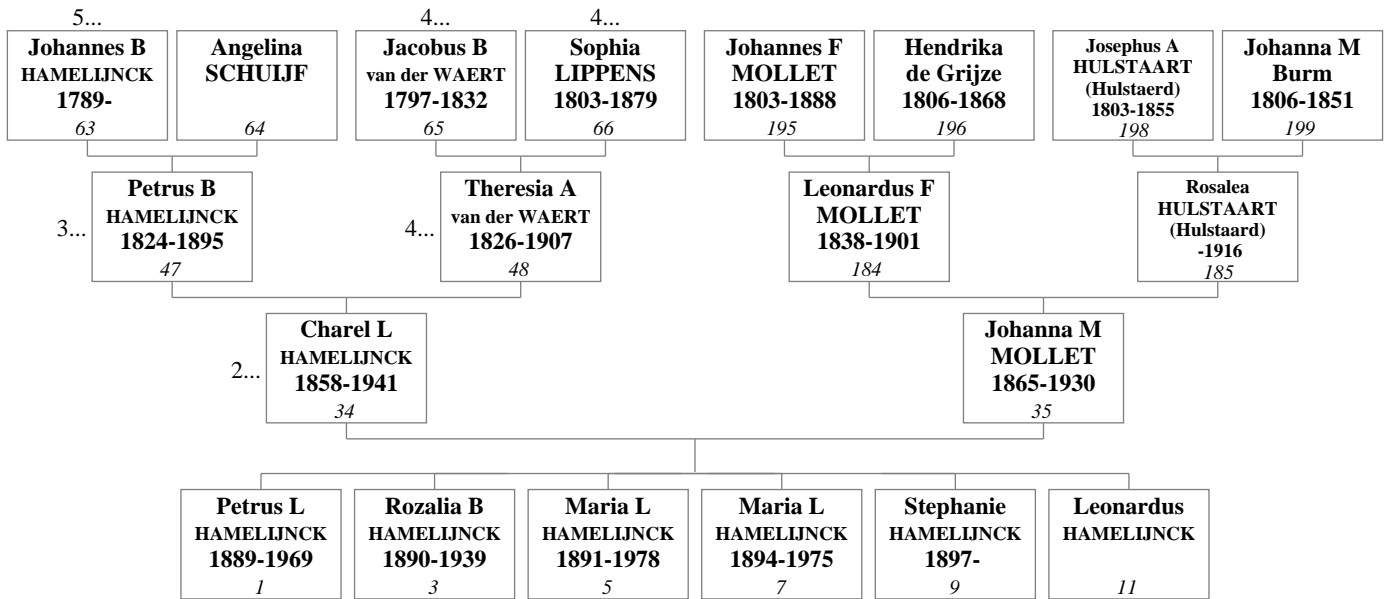 5...
4...
4...
Johannes B
HAMELIJNCK
1789-
63
Angelina
SCHUIJF
64
Jacobus B
van der WAERT
1797-1832
65
Sophia
LIPPENS
1803-1879
66
Johannes F
MOLLET
1803-1888
195
Hendrika
de Grijze
1806-1868
196
Josephus A
HULSTAART
(Hulstaerd)
1803-1855
198
Johanna M
Burm
1806-1851
199
3...
Petrus B
HAMELIJNCK
1824-1895
47
4...
Theresia A
van der WAERT
1826-1907
48
Leonardus F
MOLLET
1838-1901
184
Rosalea
HULSTAART
(Hulstaard)
-1916
185
2...
Charel L
HAMELIJNCK
1858-1941
34
Johanna M
MOLLET
1865-1930
35
Petrus L
HAMELIJNCK
1889-1969
1
Rozalia B
HAMELIJNCK
1890-1939
3
Maria L
HAMELIJNCK
1891-1978
5
Maria L
HAMELIJNCK
1894-1975
7
Stephanie
HAMELIJNCK
1897-
9
Leonardus
HAMELIJNCK
11